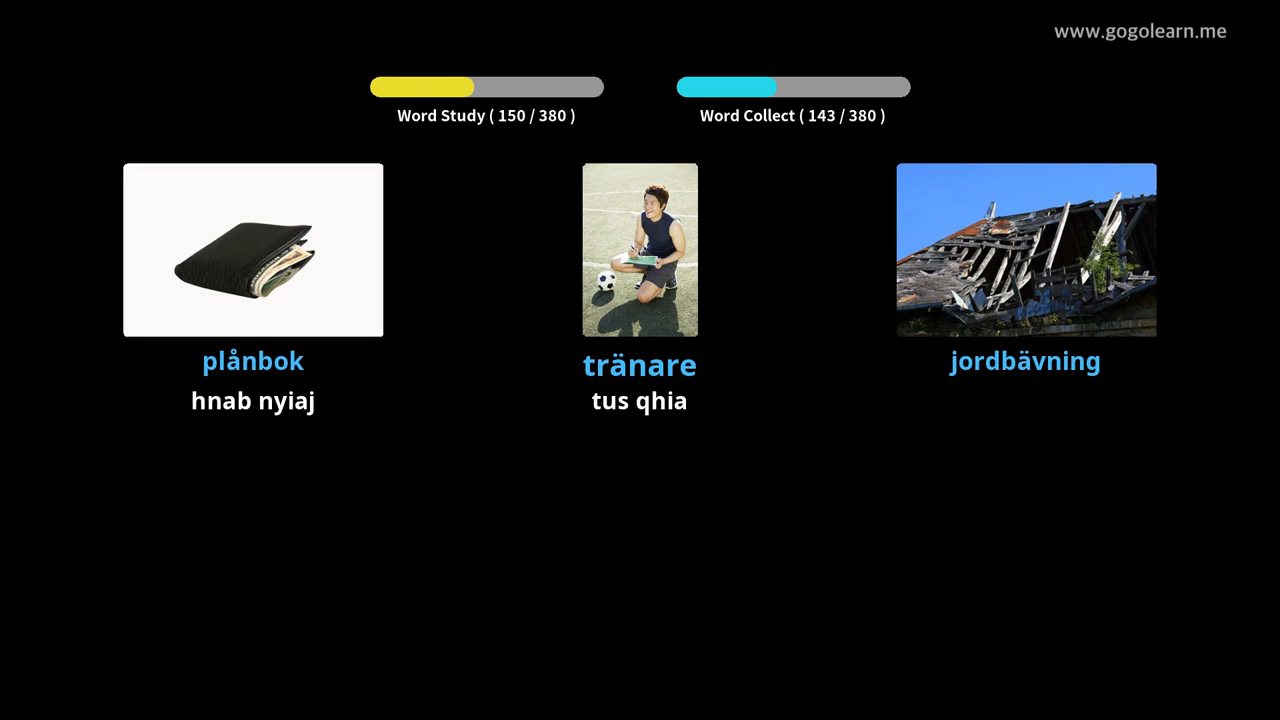 www.gogolearn.me
Word Study ( 150 / 380 )
Word Collect ( 143 / 380 )
plånbok
tränare
jordbävning
hnab nyiaj
tus qhia